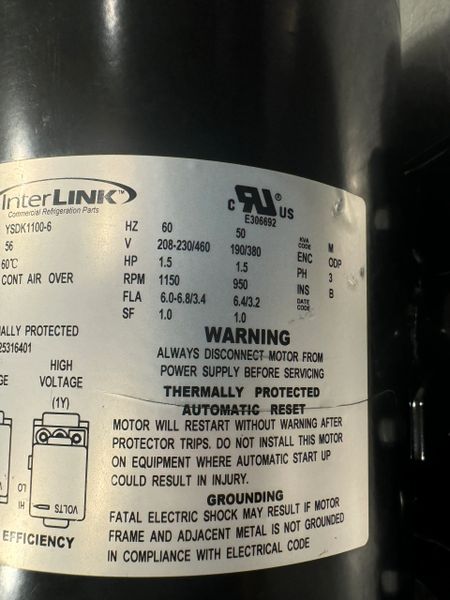 InterLINK™
Commercial Refrigeration Parts
c RU ® US
E306692
YSDK1100-6
56
60℃
CONT AIR OVER
HZ 60 50
V 208-230/460 190/380
HP 1.5 1.5
RPM 1150 950
FLA 6.0-6.8/3.4 6.4/3.2
SF 1.0 1.0
KVA CODE M
ENC ODP
PH 3
INS B
DATE CODE
ALLY PROTECTED
25316401
WARNING
ALWAYS DISCONNECT MOTOR FROM
POWER SUPPLY BEFORE SERVICING
THERMALLY PROTECTED
AUTOMATIC RESET
MOTOR WILL RESTART WITHOUT WARNING AFTER
PROTECTOR TRIPS. DO NOT INSTALL THIS MOTOR
ON EQUIPMENT WHERE AUTOMATIC START UP
COULD RESULT IN INJURY.
GROUNDING
FATAL ELECTRIC SHOCK MAY RESULT IF MOTOR
FRAME AND ADJACENT METAL IS NOT GROUNDED
IN COMPLIANCE WITH ELECTRICAL CODE
GE
HIGH
VOLTAGE
(1Y)
LO
HI
VOLTS
EFFICIENCY